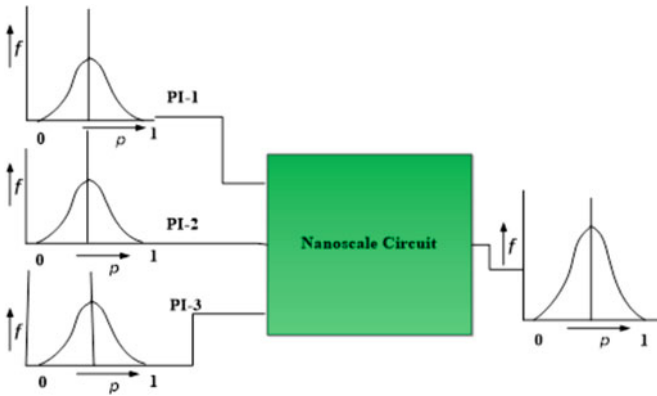 f
PI-1
0 p 1
f
PI-2
0 p 1
Nanoscale Circuit
f
0 p 1
PI-3
f
0 p 1